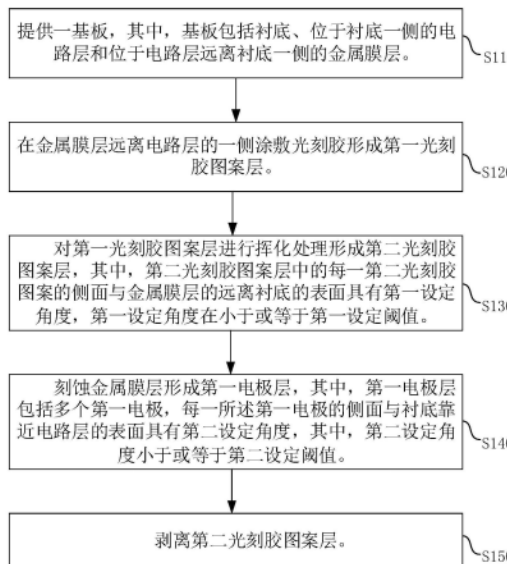 提供一基板，其中，基板包括衬底、位于衬底一侧的电
路层和位于电路层远离衬底一侧的金属膜层。
S11
在金属膜层远离电路层的一侧涂敷光刻胶形成第一光刻
胶图案层。
S120
对第一光刻胶图案层进行挥化处理形成第二光刻胶
图案层，其中，第二光刻胶图案层中的每一第二光刻胶
图案的侧面与金属膜层的远离衬底的表面具有第一设定
角度，第一设定角度在小于或等于第一设定阈值。
S130
刻蚀金属膜层形成第一电极层，其中，第一电极层
包括多个第一电极，每一所述第一电极的侧面与衬底靠
近电路层的表面具有第二设定角度，其中，第二设定角
度小于或等于第二设定阈值。
S140
剥离第二光刻胶图案层。
S150